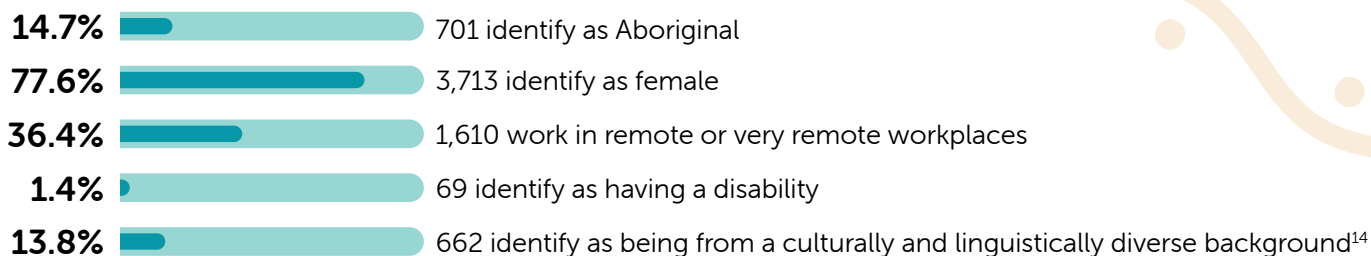 14.7% 701 identify as Aboriginal
77.6% 3,713 identify as female
36.4% 1,610 work in remote or very remote workplaces
1.4% 69 identify as having a disability
13.8% 662 identify as being from a culturally and linguistically diverse background14